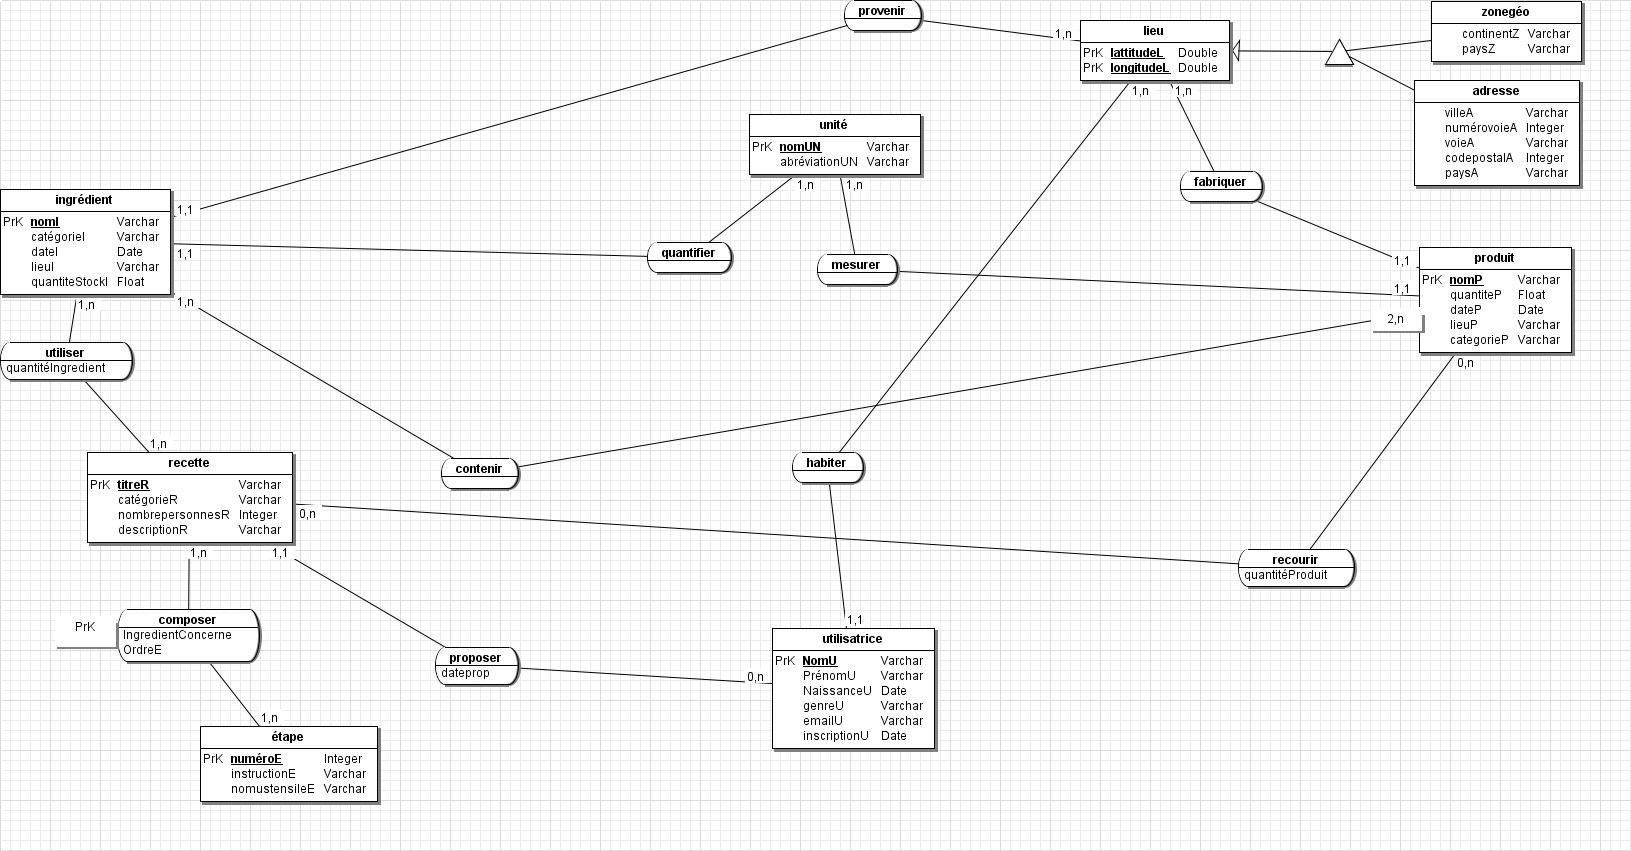 provenir
1,n
lieu
PrK lattitudeL Double
PrK longitudeL Double
1,n 1,n
zonegéo
continentZ Varchar
paysZ Varchar
adresse
villeA Varchar
numérovoieA Integer
voieA Varchar
codepostalA Integer
paysA Varchar
unité
PrK nomUN Varchar
abréviationUN Varchar
1,n 1,n
fabriquer
ingrédient
PrK nomI Varchar
catégorieI Varchar
dateI Date
lieuI Varchar
quantiteStockI Float
1,1
1,1
1,n
1,n
quantifier
mesurer
1,1
1,1
2,n
produit
PrK nomP Varchar
quantiteP Float
dateP Date
lieuP Varchar
categorieP Varchar
0,n
utiliser
quantitéIngredient
1,n
recette
PrK titreR Varchar
catégorieR Varchar
nombrepersonnesR Integer
descriptionR Varchar
0,n
1,n 1,1
contenir
habiter
recourir
quantitéProduit
PrK
composer
IngredientConcerne
OrdreE
proposer
dateprop
0,n
1,1
utilisatrice
PrK NomU Varchar
PrénomU Varchar
NaissanceU Date
genreU Varchar
emailU Varchar
inscriptionU Date
1,n
étape
PrK numéroE Integer
instructionE Varchar
nomustensileE Varchar